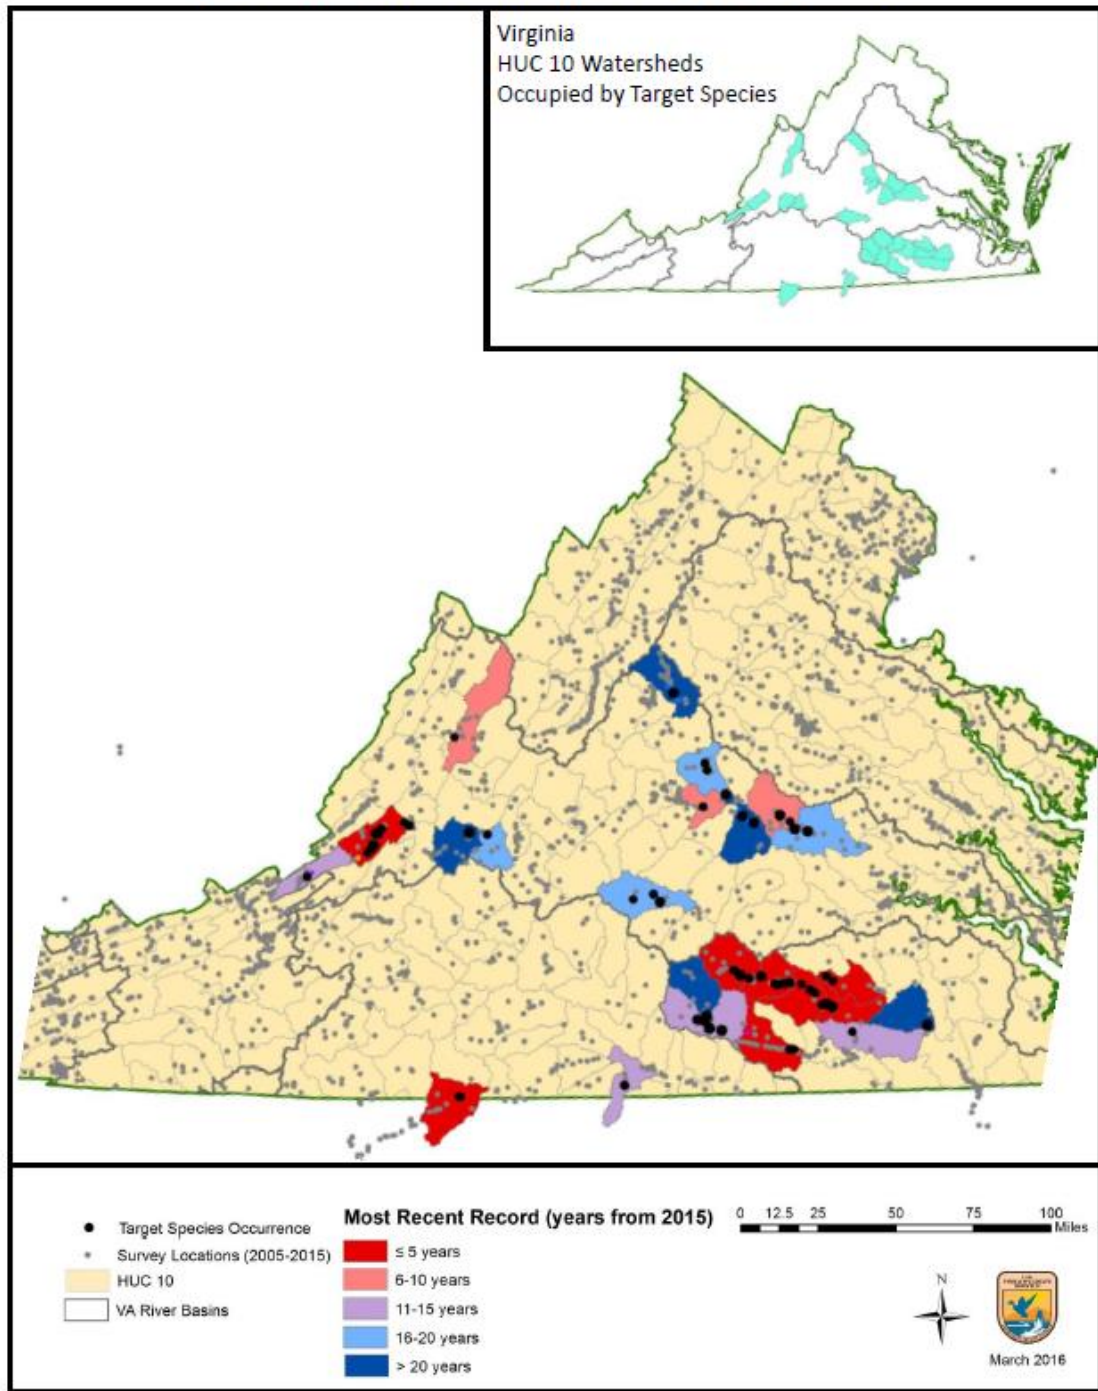 Virginia
HUC 10 Watersheds
Occupied by Target Species
Target Species Occurrence
Survey Locations (2005-2015)
HUC 10
VA River Basins
Most Recent Record (years from 2015)
≤ 5 years
6-10 years
11-15 years
16-20 years
> 20 years
0 12.5 25 50 75 100
Miles
N
March 2016